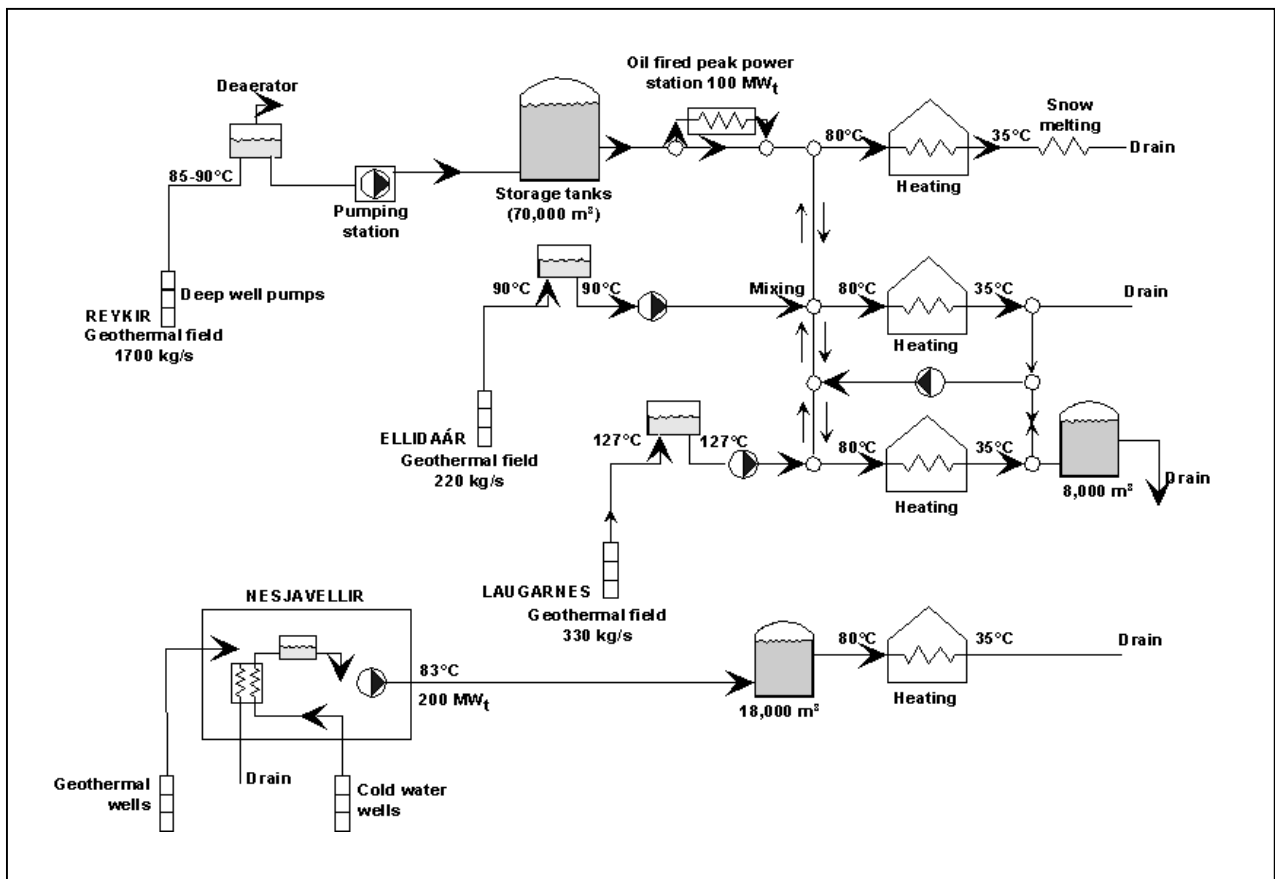 Oil fired peak power
station 100 MWt
Deaerator
Snow
melting
80°C
35°C
Drain
85-90°C
Heating
Storage tanks
(70,000 m³)
Pumping
station
Deep well pumps
REYKIR
Geothermal field
1700 kg/s
90°C
90°C
Mixing
80°C
35°C
Drain
Heating
ELLIDAÁR
Geothermal field
220 kg/s
127°C
127°C
80°C
35°C
Heating
8,000 m³
Drain
LAUGARNES
Geothermal field
330 kg/s
NESJAVELLIR
83°C
200 MWt
80°C
35°C
Drain
Heating
18,000 m³
Geothermal
wells
Drain
Cold water
wells